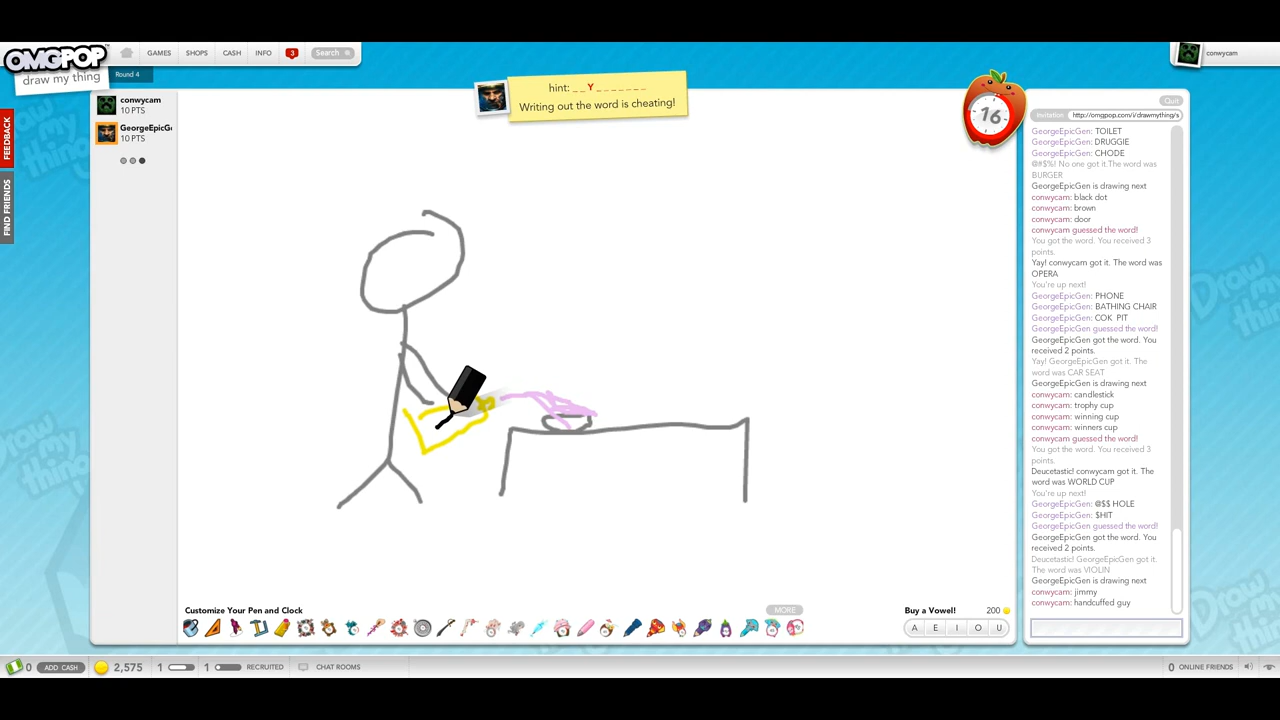 OMGPOP
GAMES
SHOPS
CASH
INFO
3
Search
conwycam
draw my thing
Round 4
FEEDBACK
FIND FRIENDS
conwycam
10 PTS
GeorgeEpicGe
10 PTS
hint: _ _ Y _ _ _ _ _ _ _
Writing out the word is cheating!
16
Quit
Invitation
http://omgpop.com/i/drawmything/s
GeorgeEpicGen: TOILET
GeorgeEpicGen: DRUGGIE
GeorgeEpicGen: CHODE
@#$%! No one got it.The word was
BURGER
GeorgeEpicGen is drawing next
conwycam: black dot
conwycam: brown
conwycam: door
conwycam guessed the word!
You got the word. You received 3
points.
Yay! conwycam got it. The word was
OPERA
You're up next!
GeorgeEpicGen: PHONE
GeorgeEpicGen: BATHING CHAIR
GeorgeEpicGen: COK PIT
GeorgeEpicGen guessed the word!
GeorgeEpicGen got the word. You
received 2 points.
Yay! GeorgeEpicGen got it. The
word was CAR SEAT
GeorgeEpicGen is drawing next
conwycam: candlestick
conwycam: trophy cup
conwycam: winning cup
conwycam: winners cup
conwycam guessed the word!
You got the word. You received 3
points.
Deucetastic! conwycam got it. The
word was WORLD CUP
You're up next!
GeorgeEpicGen: @$$ HOLE
GeorgeEpicGen: $HIT
GeorgeEpicGen guessed the word!
GeorgeEpicGen got the word. You
received 2 points.
Deucetastic! GeorgeEpicGen got it.
The word was VIOLIN
GeorgeEpicGen is drawing next
conwycam: jimmy
conwycam: handcuffed guy
Customize Your Pen and Clock
MORE
Buy a Vowel!
200
A E I O U
0
ADD CASH
2,575
1
1
RECRUITED
CHAT ROOMS
0 ONLINE FRIENDS